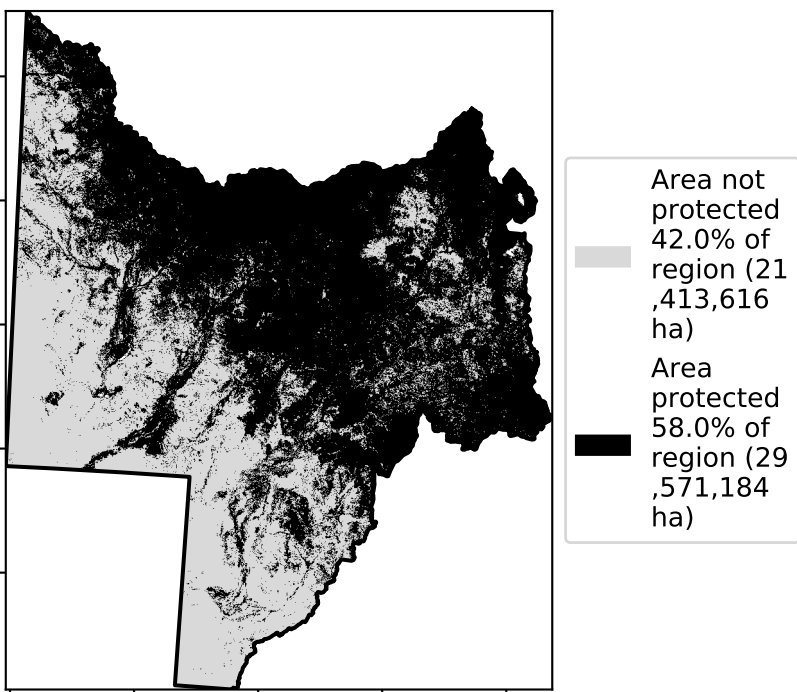 Area not
protected
42.0% of
region (21
,413,616
ha)
Area
protected
58.0% of
region (29
,571,184
ha)